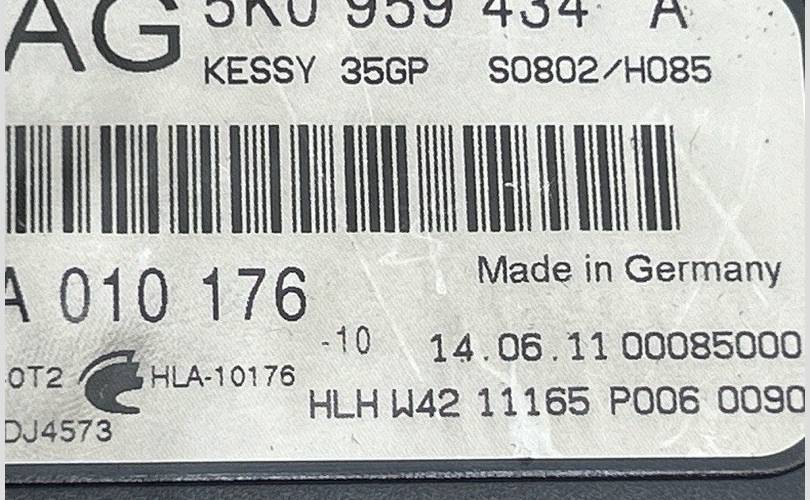 AG 5K0 959 434 A
KESSY 35GP S0802/H085
A 010 176
Made in Germany
-10 14.06.11 00085000
0T2 HLA-10176
HLH W42 11165 P006 0090
DJ4573